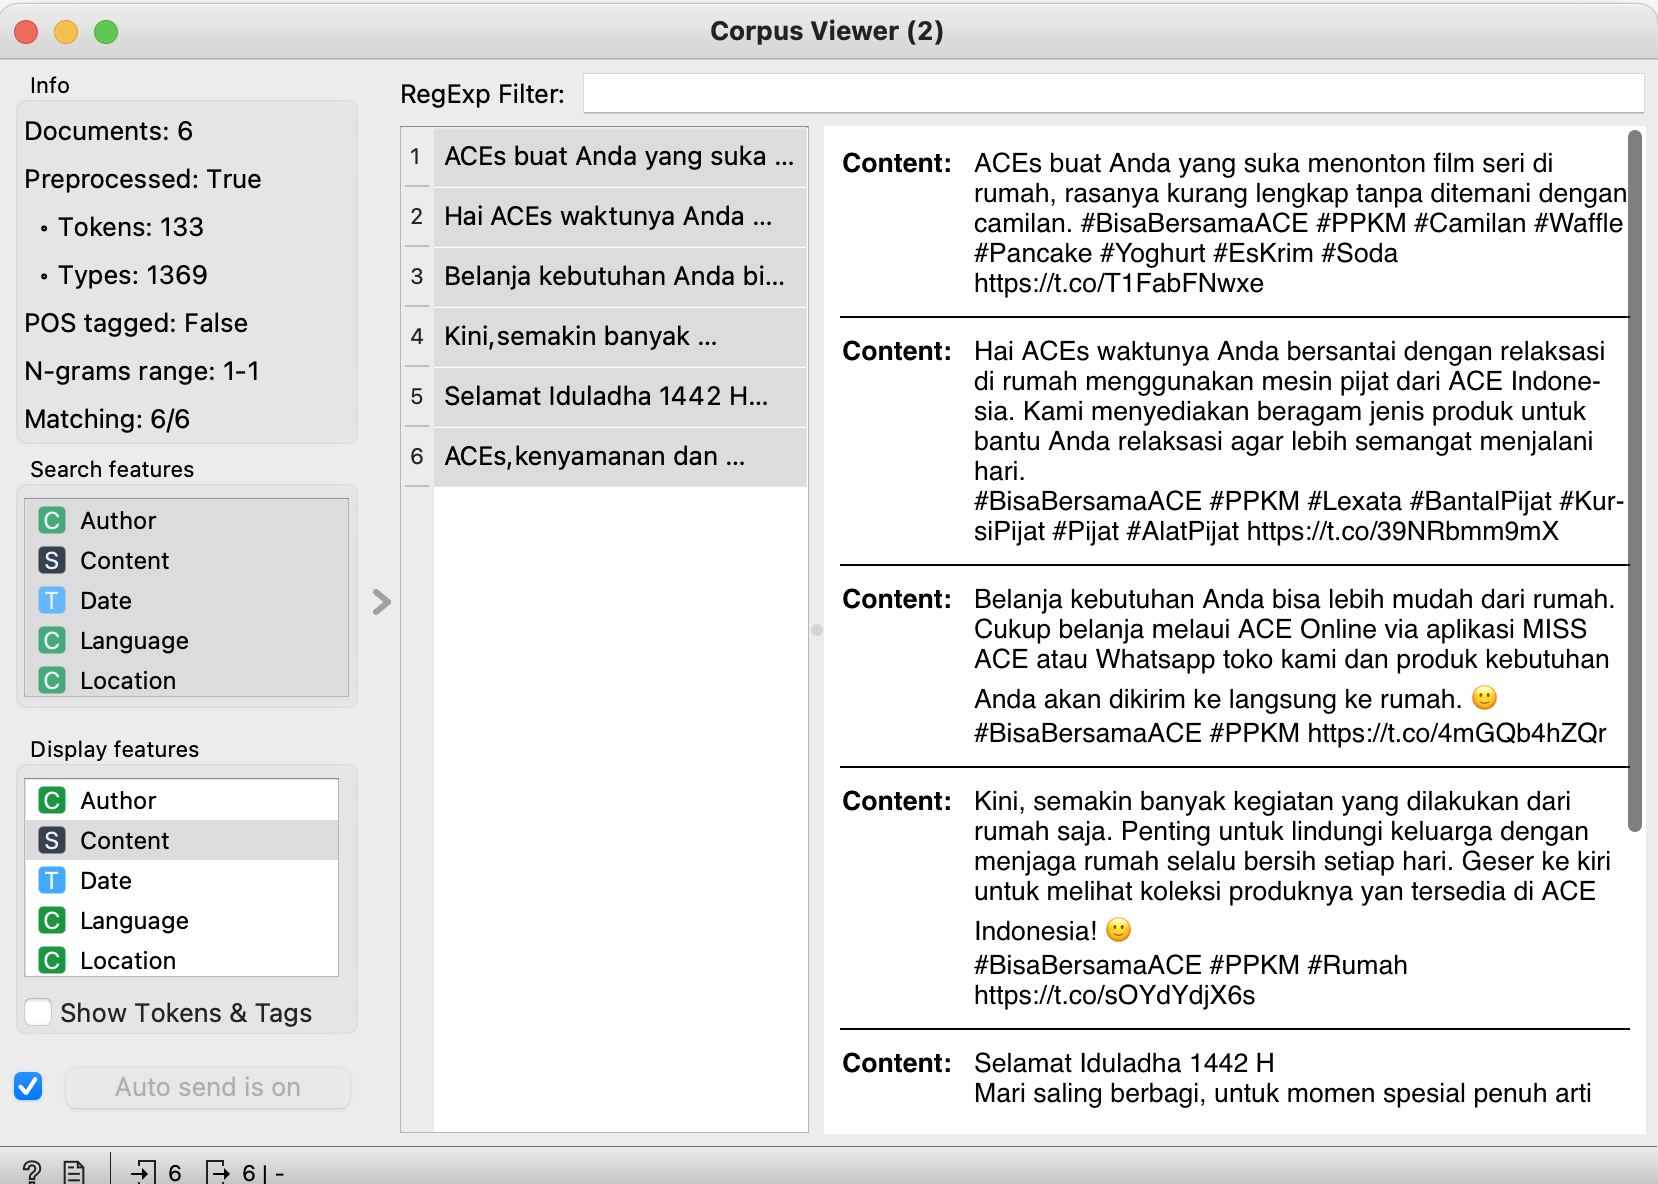 Corpus Viewer (2)
Info
Documents: 6
Preprocessed: True
◦ Tokens: 133
◦ Types: 1369
POS tagged: False
N-grams range: 1-1
Matching: 6/6
Search features
C Author
S Content
T Date
C Language
C Location
Display features
C Author
S Content
T Date
C Language
C Location
Show Tokens & Tags
Auto send is on
RegExp Filter:
1 ACEs buat Anda yang suka ...
2 Hai ACEs waktunya Anda ...
3 Belanja kebutuhan Anda bi...
4 Kini,semakin banyak ...
5 Selamat Iduladha 1442 H...
6 ACEs,kenyamanan dan ...
Content: ACEs buat Anda yang suka menonton film seri di
rumah, rasanya kurang lengkap tanpa ditemani dengan
camilan. #BisaBersamaACE #PPKM #Camilan #Waffle
#Pancake #Yoghurt #EsKrim #Soda
https://t.co/T1FabFNwxe
Content: Hai ACEs waktunya Anda bersantai dengan relaksasi
di rumah menggunakan mesin pijat dari ACE Indone-
sia. Kami menyediakan beragam jenis produk untuk
bantu Anda relaksasi agar lebih semangat menjalani
hari.
#BisaBersamaACE #PPKM #Lexata #BantalPijat #Kur-
siPijat #Pijat #AlatPijat https://t.co/39NRbmm9mX
Content: Belanja kebutuhan Anda bisa lebih mudah dari rumah.
Cukup belanja melaui ACE Online via aplikasi MISS
ACE atau Whatsapp toko kami dan produk kebutuhan
Anda akan dikirim ke langsung ke rumah. 🙂
#BisaBersamaACE #PPKM https://t.co/4mGQb4hZQr
Content: Kini, semakin banyak kegiatan yang dilakukan dari
rumah saja. Penting untuk lindungi keluarga dengan
menjaga rumah selalu bersih setiap hari. Geser ke kiri
untuk melihat koleksi produknya yan tersedia di ACE
Indonesia! 🙂
#BisaBersamaACE #PPKM #Rumah
https://t.co/sOYdYdjX6s
Content: Selamat Iduladha 1442 H
Mari saling berbagi, untuk momen spesial penuh arti
? 6 6 | -